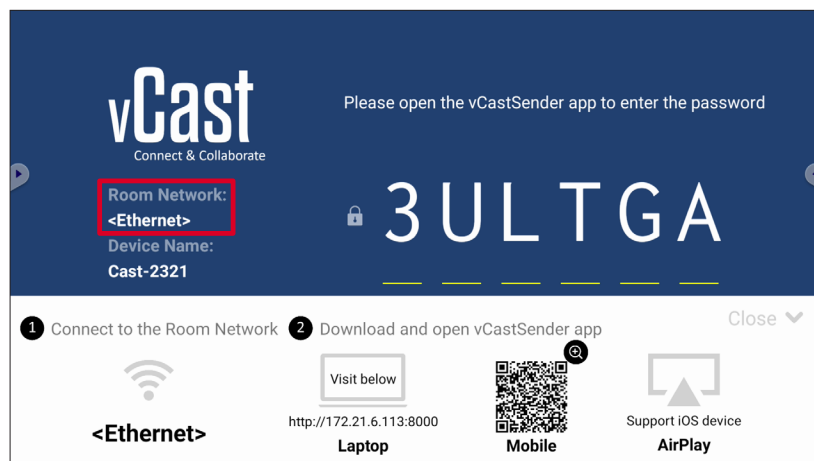 vCast
Connect & Collaborate
Please open the vCastSender app to enter the password
Room Network:
<Ethernet>
Device Name:
Cast-2321
3ULTGA
1 Connect to the Room Network
2 Download and open vCastSender app
Close
<Ethernet>
Visit below
http://172.21.6.113:8000
Laptop
Mobile
Support iOS device
AirPlay